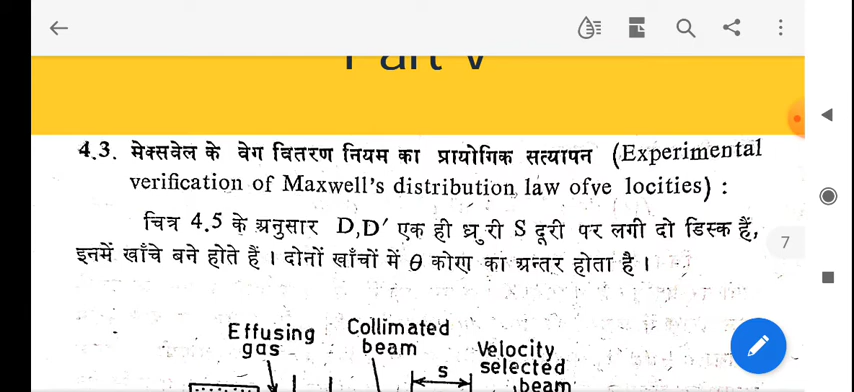 Part V
4.3. मेक्सवेल के वेग वितरण नियम का प्रायोगिक सत्यापन (Experimental
verification of Maxwell's distribution law ofve locities) :
चित्र 4.5 के अनुसार D, D′ एक ही ध्रुरी S दूरी पर लगी दो डिस्क हैं,
इनमें खाँचे बने होते हैं । दोनों खाँचों में θ कोण का अन्तर होता है ।
7
Effusing
gas
Collimated
beam
S
Velocity
selected
beam